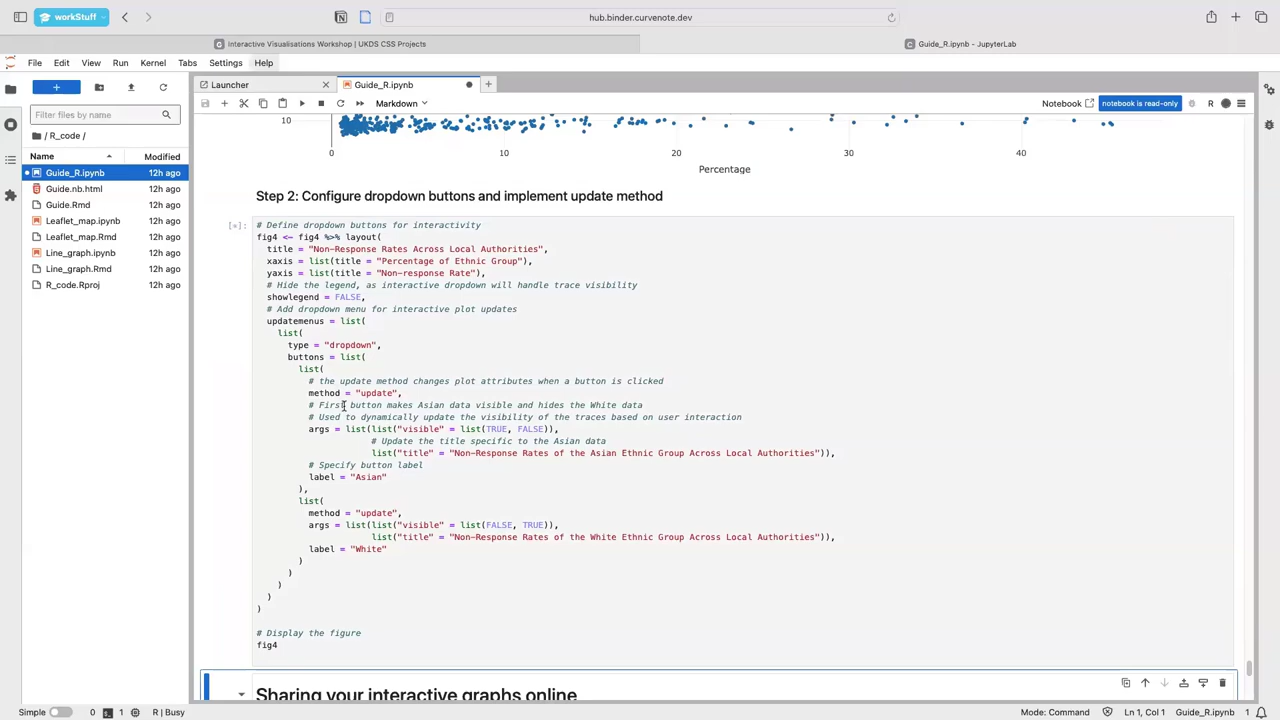 workStuff
hub.binder.curvenote.dev
Interactive Visualisations Workshop | UKDS CSS Projects
Guide_R.ipynb - JupyterLab
File Edit View Run Kernel Tabs Settings Help
Launcher
Guide_R.ipynb
Markdown
Notebook
notebook is read-only
R
Filter files by name
/ R_code /
Name Modified
Guide_R.ipynb 12h ago
Guide.nb.html 12h ago
Guide.Rmd 12h ago
Leaflet_map.ipynb 12h ago
Leaflet_map.Rmd 12h ago
Line_graph.ipynb 12h ago
Line_graph.Rmd 12h ago
R_code.Rproj 12h ago
10
0 10 20 30 40
Percentage
Step 2: Configure dropdown buttons and implement update method
[*]:
# Define dropdown buttons for interactivity
fig4 <- fig4 %>% layout(
title = "Non-Response Rates Across Local Authorities",
xaxis = list(title = "Percentage of Ethnic Group"),
yaxis = list(title = "Non-response Rate"),
# Hide the legend, as interactive dropdown will handle trace visibility
showlegend = FALSE,
# Add dropdown menu for interactive plot updates
updatemenus = list(
list(
type = "dropdown",
buttons = list(
list(
# the update method changes plot attributes when a button is clicked
method = "update",
# First button makes Asian data visible and hides the White data
# Used to dynamically update the visibility of the traces based on user interaction
args = list(list("visible" = list(TRUE, FALSE)),
# Update the title specific to the Asian data
list("title" = "Non-Response Rates of the Asian Ethnic Group Across Local Authorities")),
# Specify button label
label = "Asian"
),
list(
method = "update",
args = list(list("visible" = list(FALSE, TRUE)),
list("title" = "Non-Response Rates of the White Ethnic Group Across Local Authorities")),
label = "White"
)
)
)
)
)
# Display the figure
fig4
Sharing your interactive graphs online
Simple
0
1
R | Busy
Mode: Command
Ln 1, Col 1
Guide_R.ipynb
1